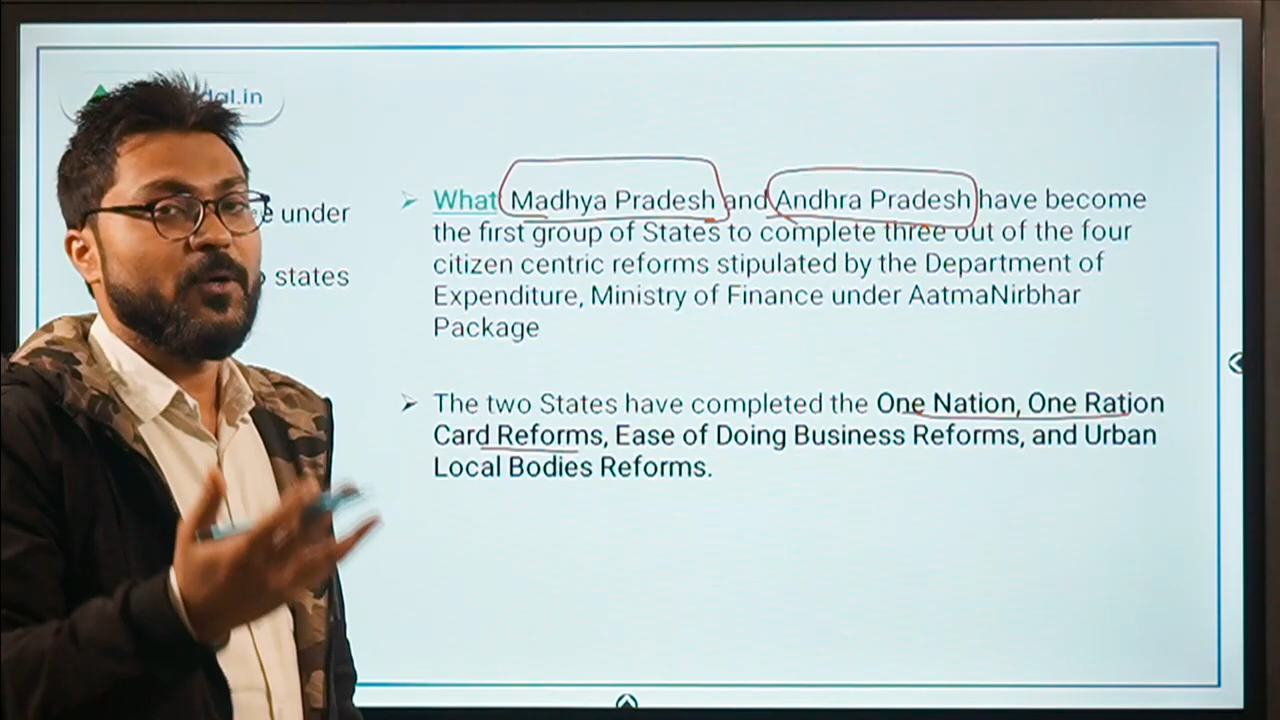 dal.in
under
states
➢ What Madhya Pradesh and Andhra Pradesh have become
the first group of States to complete three out of the four
citizen centric reforms stipulated by the Department of
Expenditure, Ministry of Finance under AatmaNirbhar
Package
➢ The two States have completed the One Nation, One Ration
Card Reforms, Ease of Doing Business Reforms, and Urban
Local Bodies Reforms.